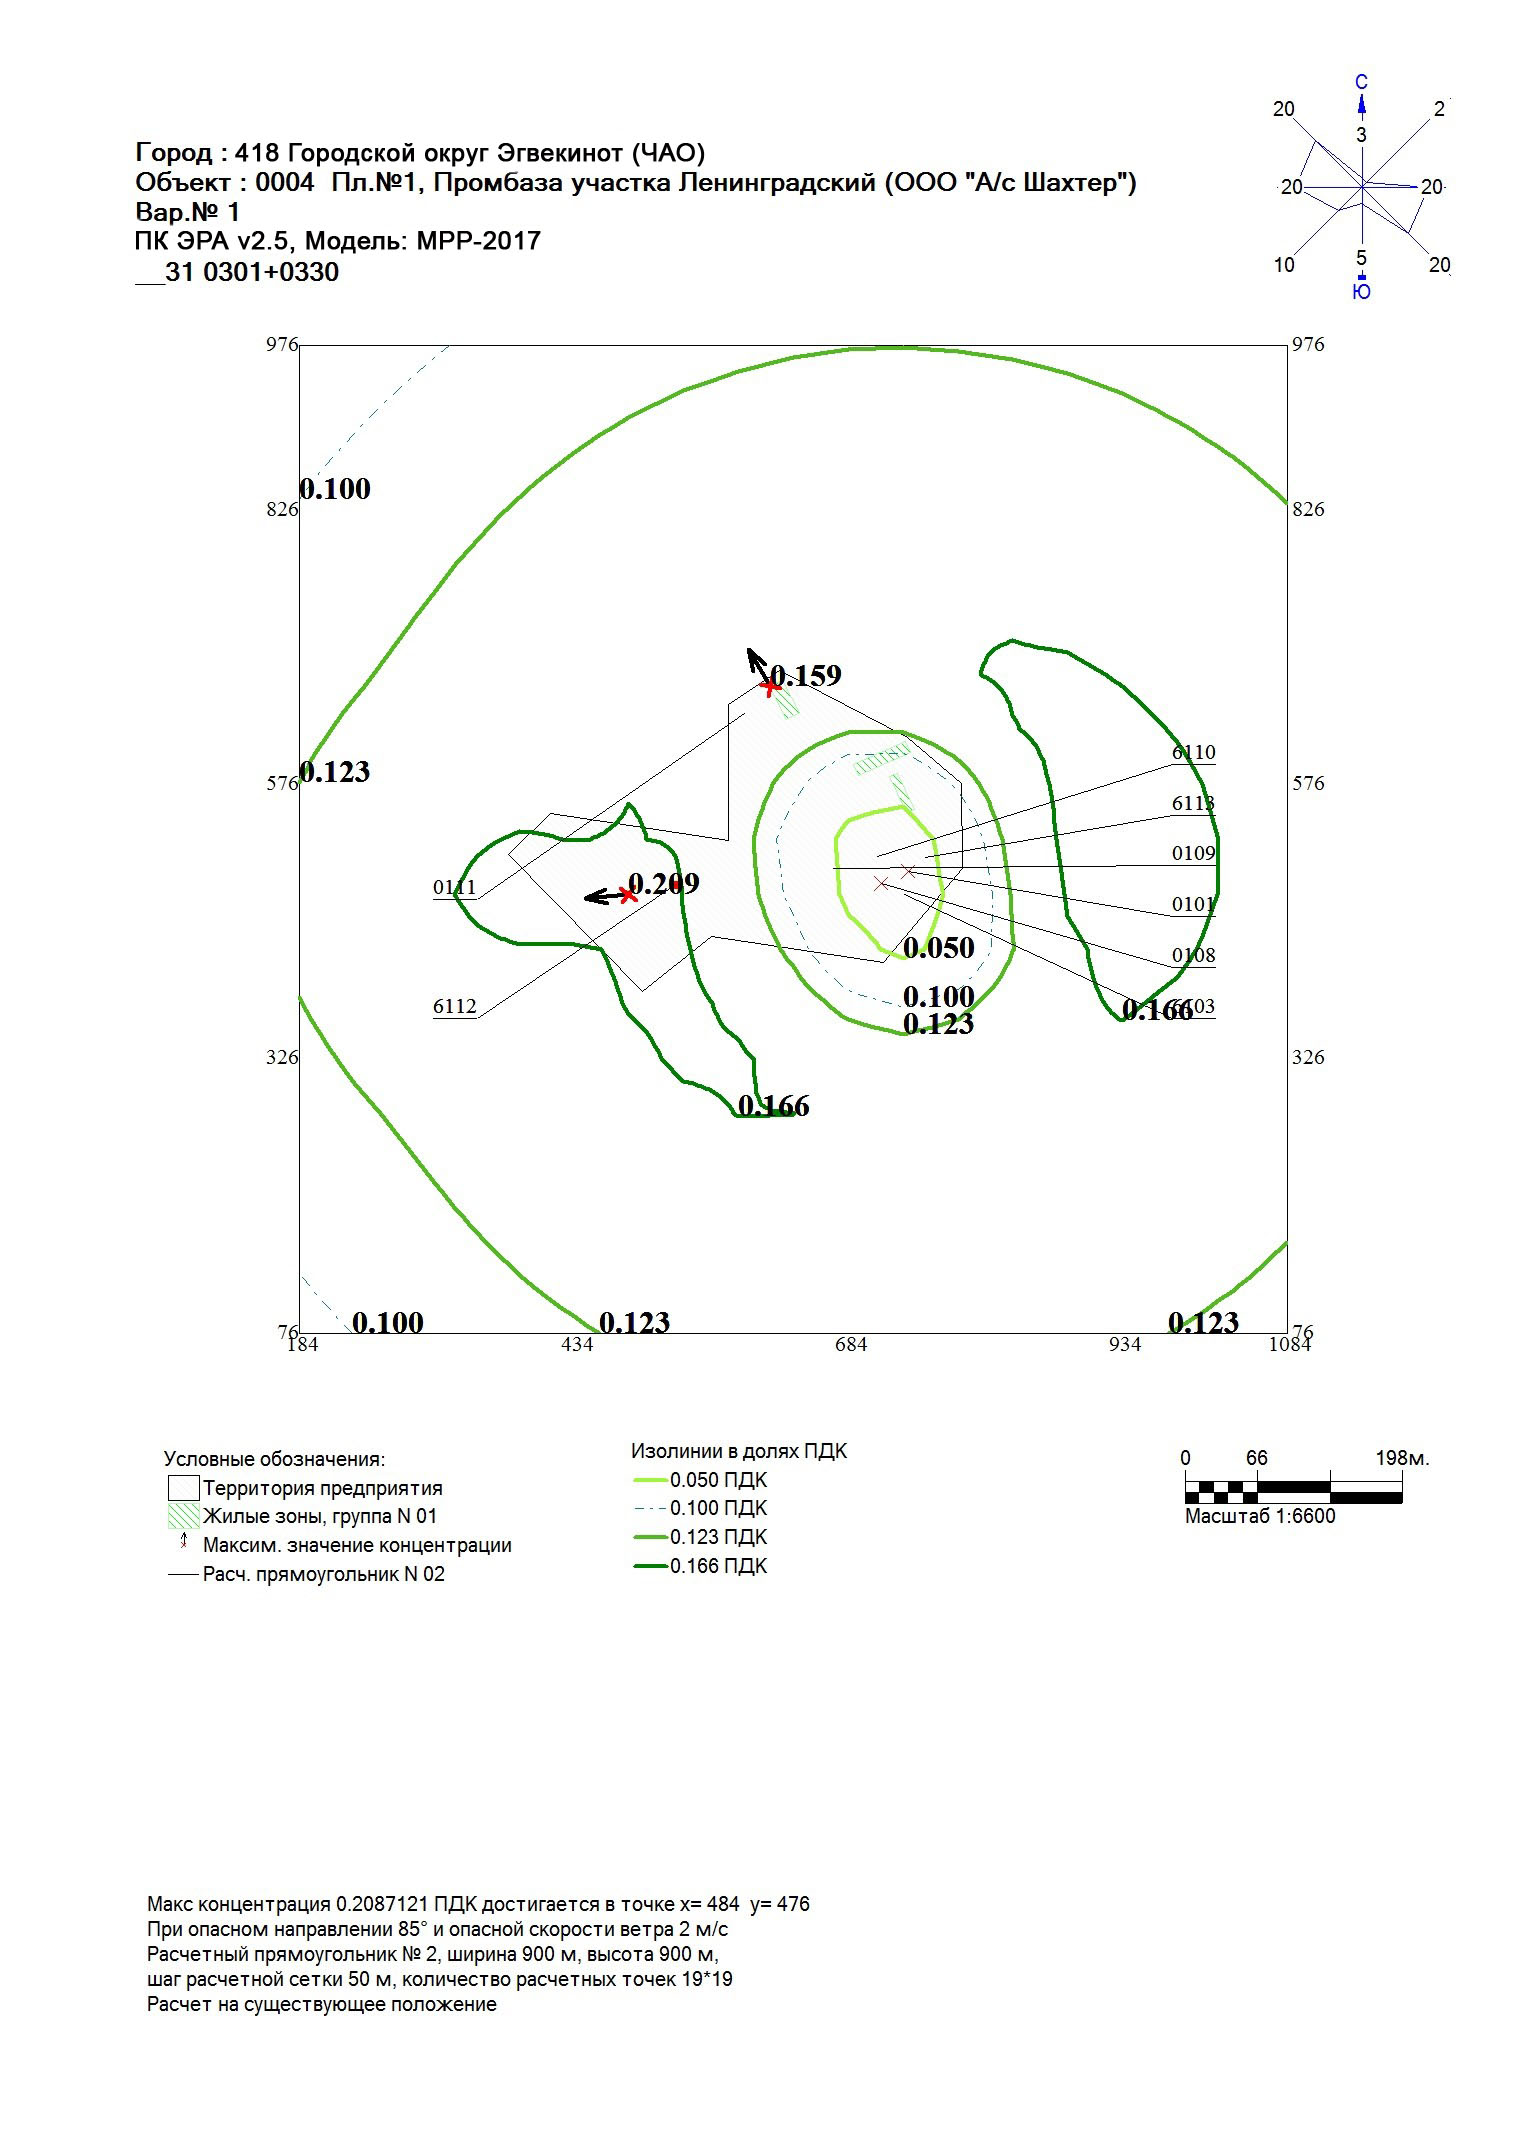 С
20
2
3
20
20
10
5
20
Ю
Город : 418 Городской округ Эгвекинот (ЧАО)
Объект : 0004 Пл.№1, Промбаза участка Ленинградский (ООО "А/с Шахтер")
Вар.№ 1
ПК ЭРА v2.5, Модель: МРР-2017
__31 0301+0330
976
976
0.100
826
826
0.159
6110
0.123
576
576
6113
0109
0111
0.209
0101
0.050
0108
0.100
6112
0.166
6103
0.123
326
326
0.166
0.100
0.123
0.123
76
76
184
434
684
934
1084
Условные обозначения:
Территория предприятия
Жилые зоны, группа N 01
Максим. значение концентрации
Расч. прямоугольник N 02
Изолинии в долях ПДК
0.050 ПДК
0.100 ПДК
0.123 ПДК
0.166 ПДК
0 66 198м.
Масштаб 1:6600
Макс концентрация 0.2087121 ПДК достигается в точке x= 484 y= 476
При опасном направлении 85° и опасной скорости ветра 2 м/с
Расчетный прямоугольник № 2, ширина 900 м, высота 900 м,
шаг расчетной сетки 50 м, количество расчетных точек 19*19
Расчет на существующее положение